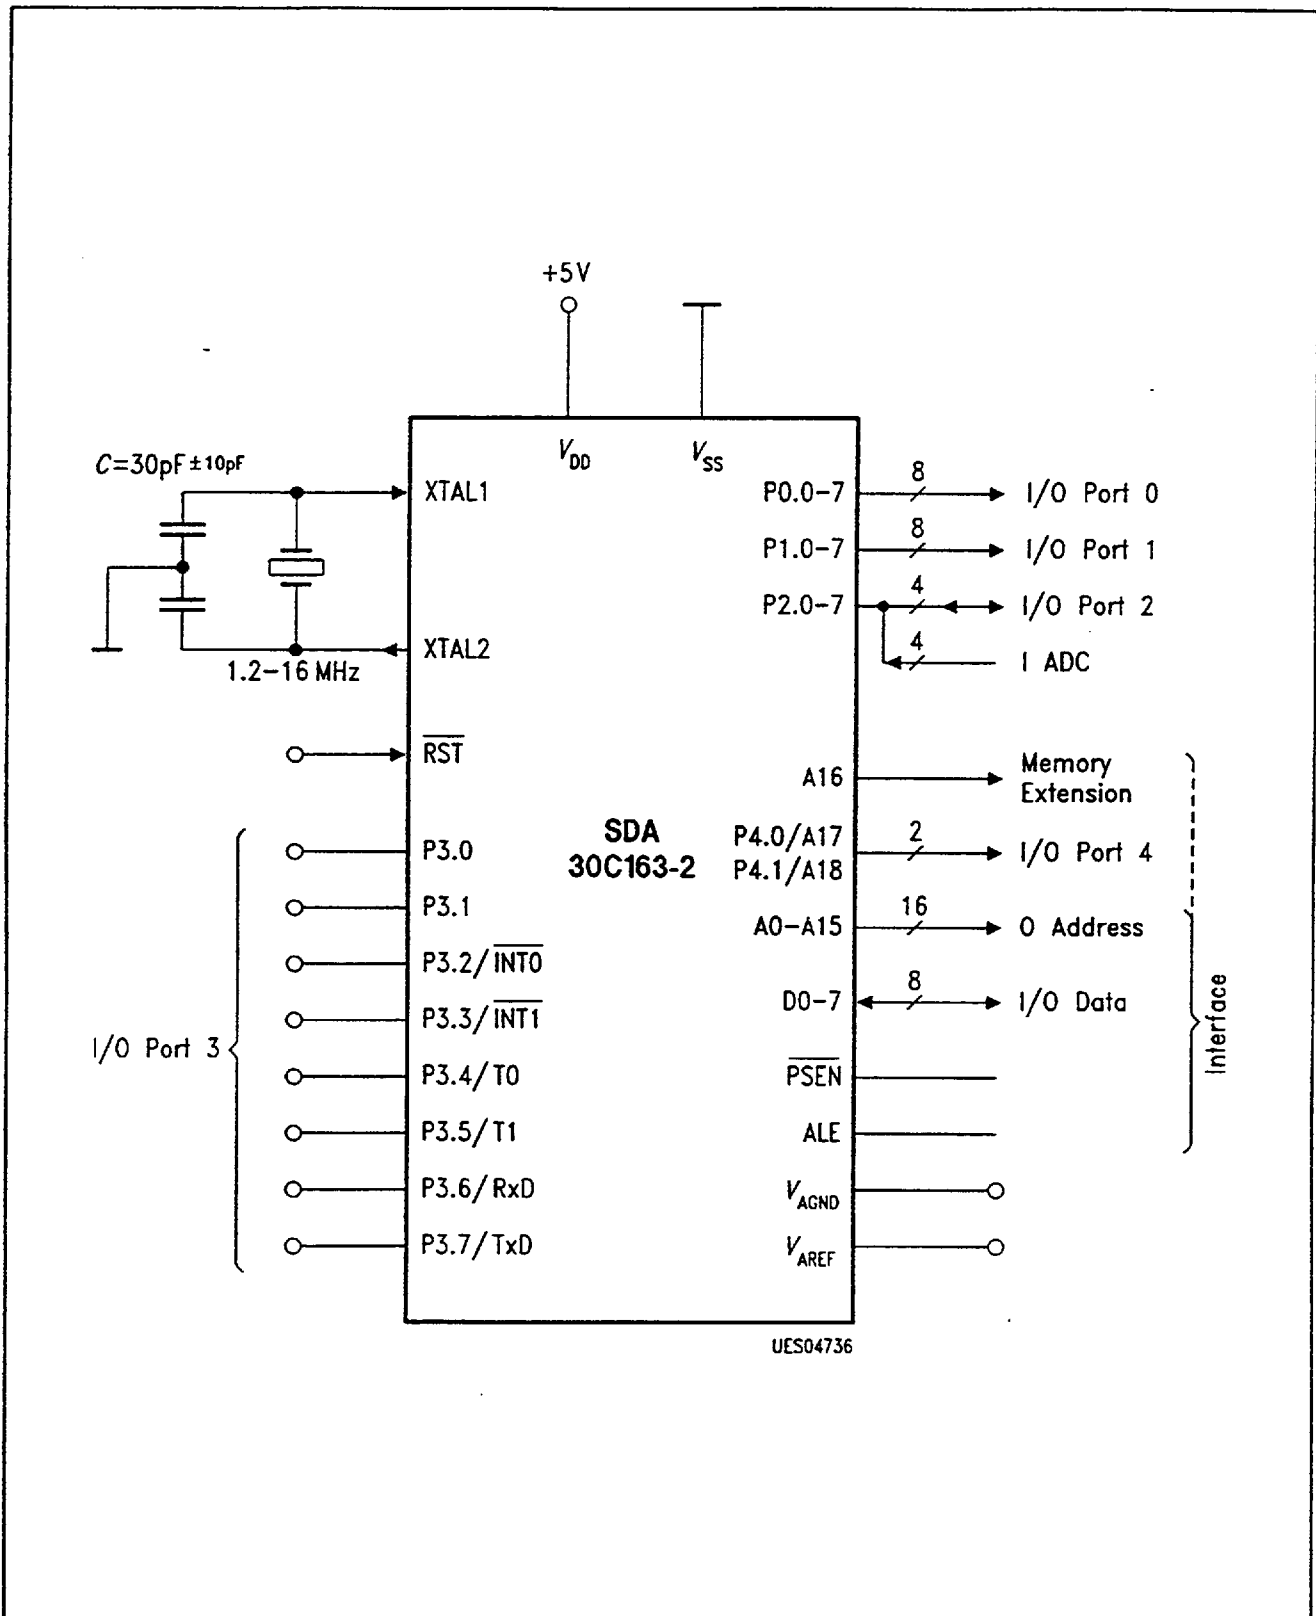 +5V
V_DD
V_SS
C=30pF ±10pF
XTAL1
XTAL2
1.2–16 MHz
R̅S̅T̅
I/O Port 3
P3.0
P3.1
P3.2/I̅N̅T̅0̅
P3.3/I̅N̅T̅1̅
P3.4/T0
P3.5/T1
P3.6/RxD
P3.7/TxD
SDA
30C163-2
P0.0–7 8 I/O Port 0
P1.0–7 8 I/O Port 1
P2.0–7 4 I/O Port 2
4 I ADC
A16 Memory
Extension
P4.0/A17
P4.1/A18
2 I/O Port 4
A0–A15 16 O Address
D0–7 8 I/O Data
P̅S̅E̅N̅
ALE
Interface
V_AGND
V_AREF
UES04736